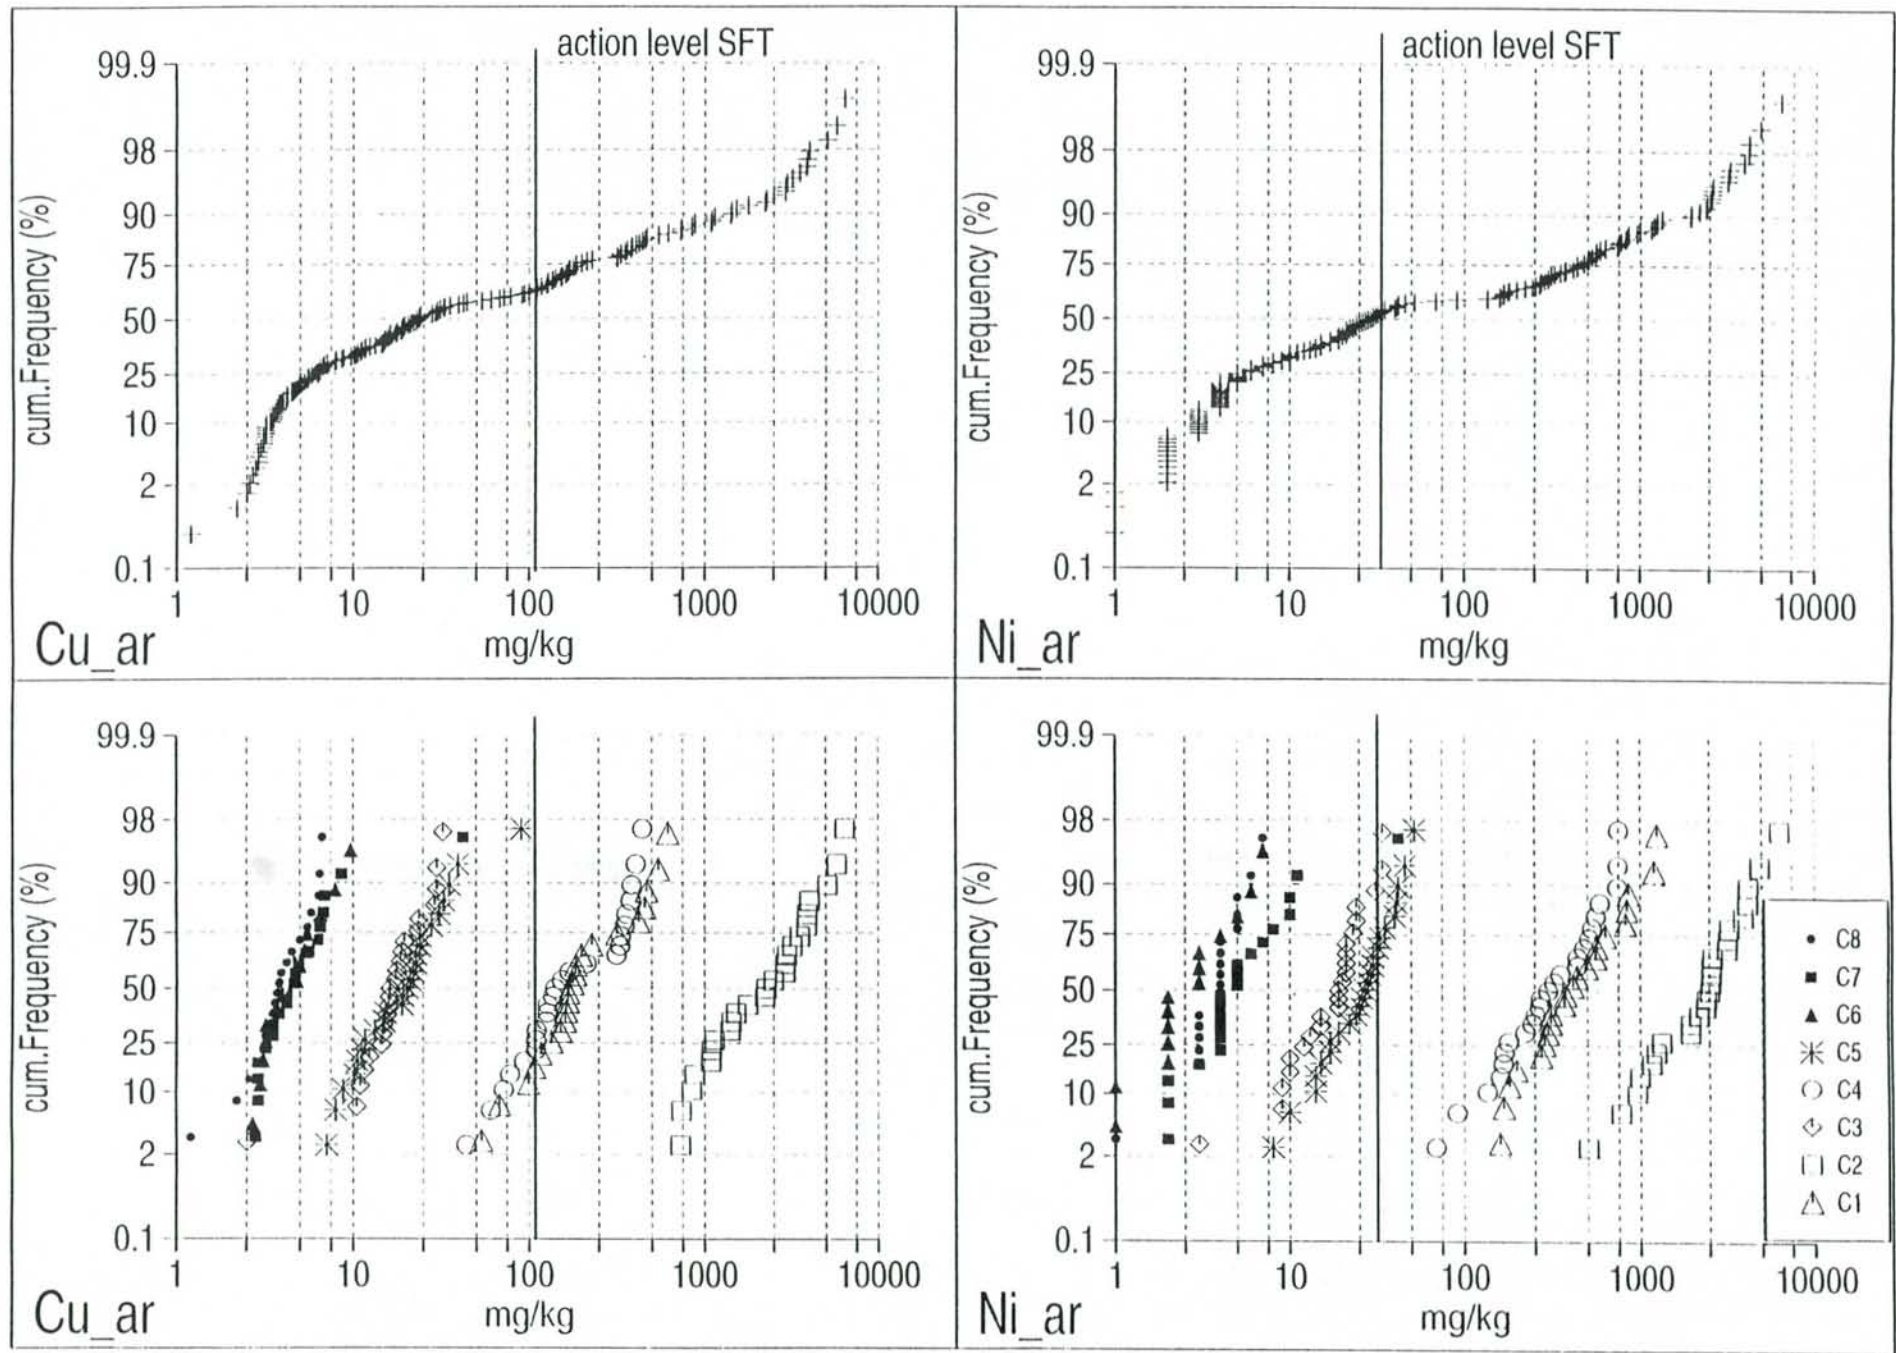 action level SFT
99.9
98
90
75
50
25
10
2
0.1
cum.Frequency (%)
1 10 100 1000 10000
mg/kg
Cu_ar
action level SFT
99.9
98
90
75
50
25
10
2
0.1
cum.Frequency (%)
1 10 100 1000 10000
mg/kg
Ni_ar
99.9
98
90
75
50
25
10
2
0.1
cum.Frequency (%)
1 10 100 1000 10000
mg/kg
Cu_ar
99.9
98
90
75
50
25
10
2
0.1
cum.Frequency (%)
1 10 100 1000 10000
mg/kg
Ni_ar
C8
C7
C6
C5
C4
C3
C2
C1